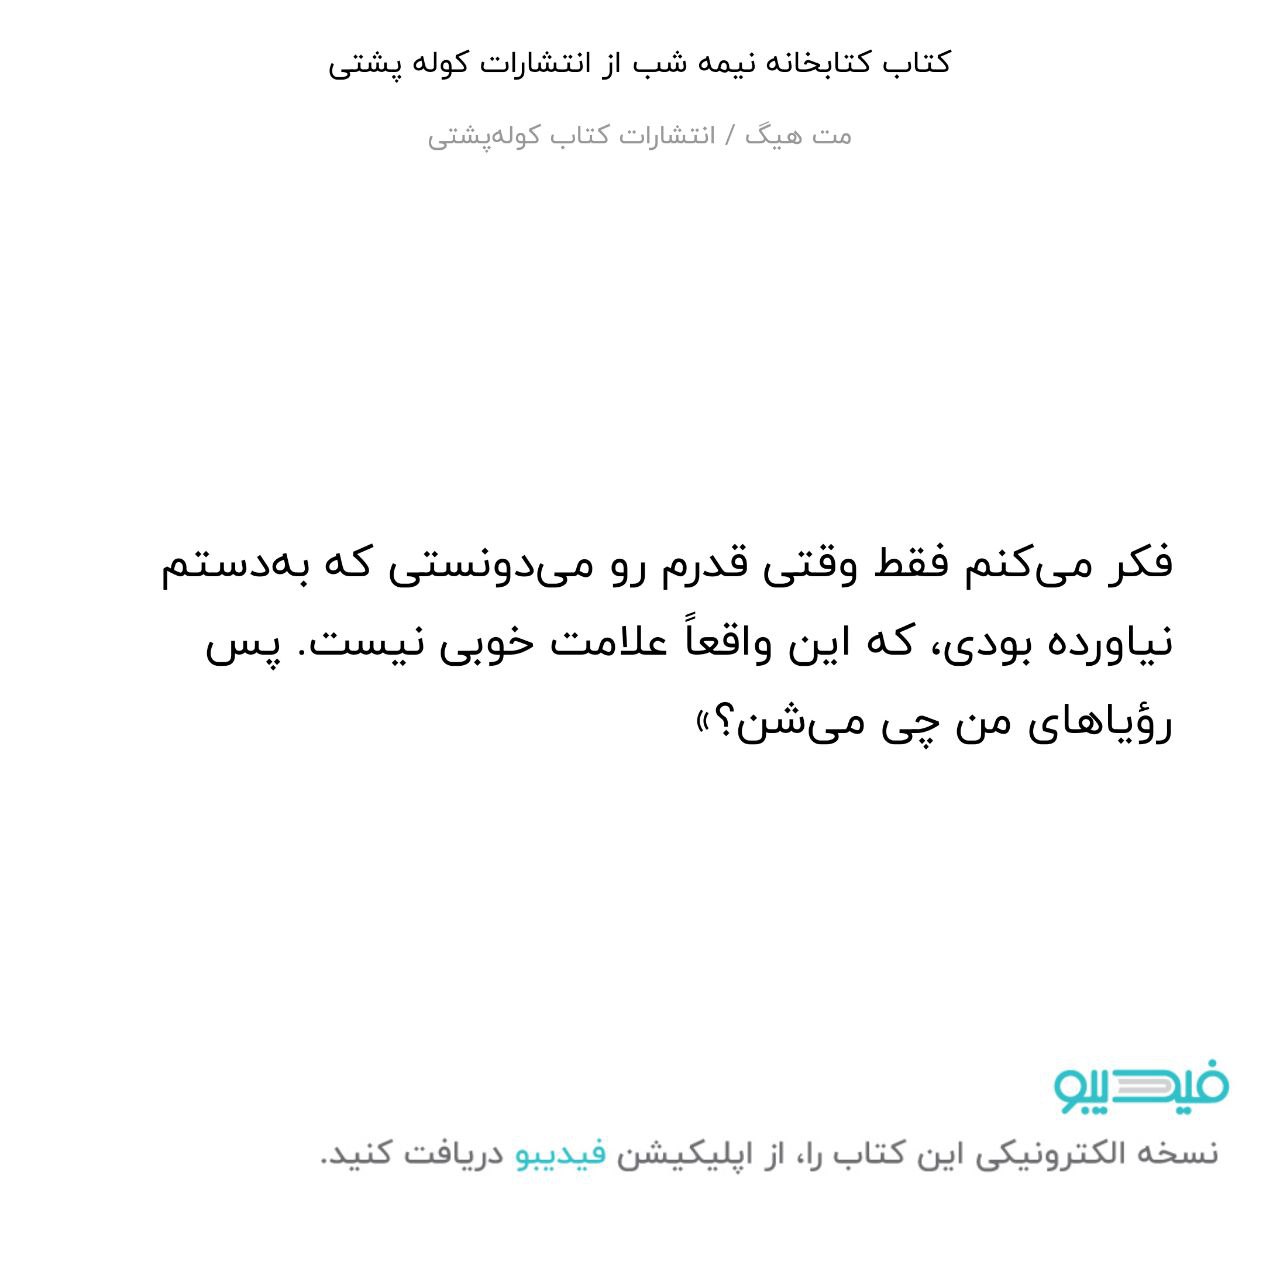 کتاب کتابخانه نیمه شب از انتشارات کوله پشتی
مت هیگ / انتشارات کتاب کوله‌پشتی
فکر می‌کنم فقط وقتی قدرم رو می‌دونستی که به‌دستم
نیاورده بودی، که این واقعاً علامت خوبی نیست. پس
رؤیاهای من چی می‌شن؟»
فیدیبو
نسخه الکترونیکی این کتاب را، از اپلیکیشن فیدیبو دریافت کنید.